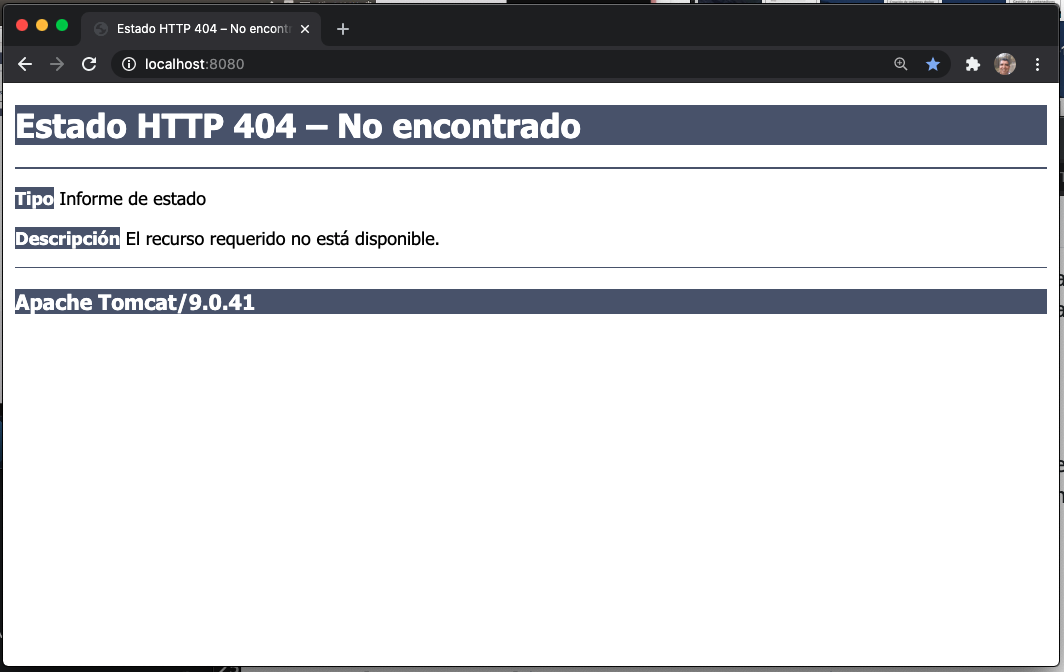 Estado HTTP 404 – No encont
localhost:8080
Estado HTTP 404 – No encontrado
Tipo Informe de estado
Descripción El recurso requerido no está disponible.
Apache Tomcat/9.0.41